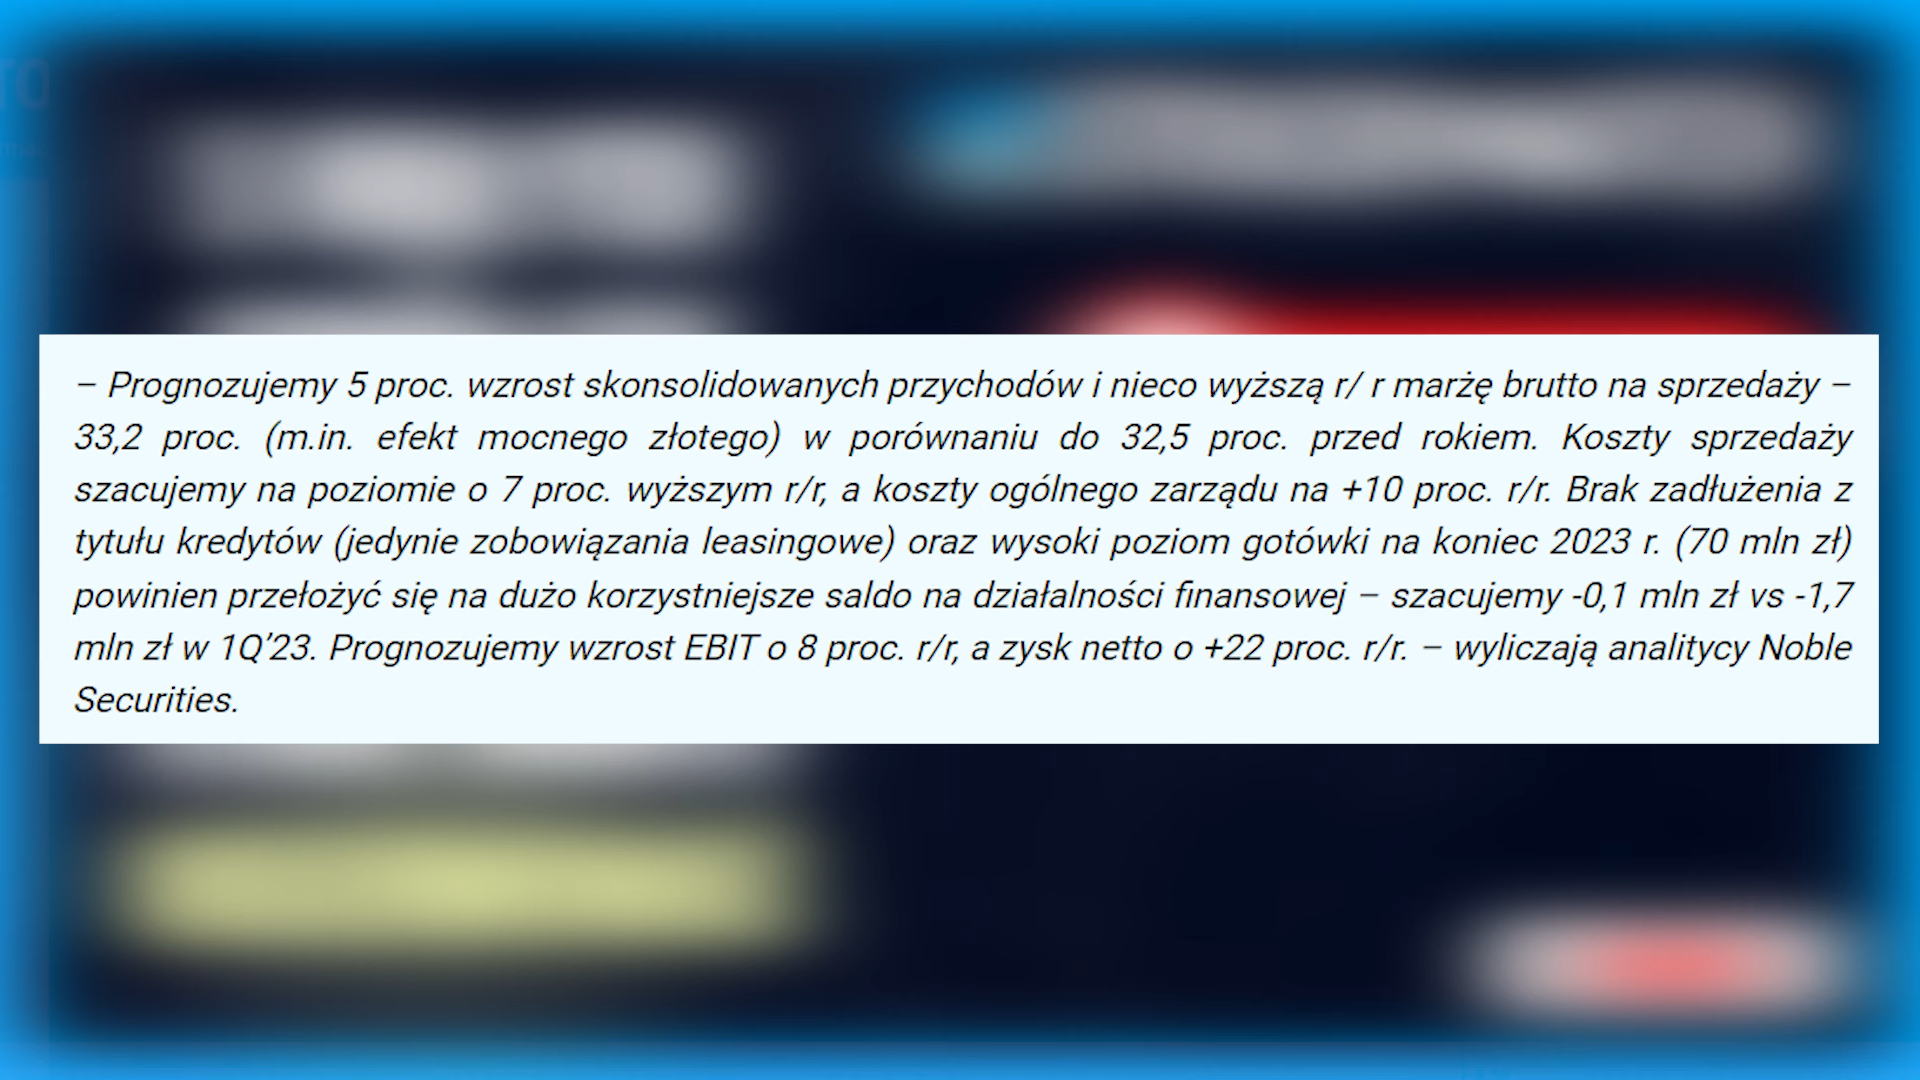 – Prognozujemy 5 proc. wzrost skonsolidowanych przychodów i nieco wyższą r/ r marżę brutto na sprzedaży –
33,2 proc. (m.in. efekt mocnego złotego) w porównaniu do 32,5 proc. przed rokiem. Koszty sprzedaży
szacujemy na poziomie o 7 proc. wyższym r/r, a koszty ogólnego zarządu na +10 proc. r/r. Brak zadłużenia z
tytułu kredytów (jedynie zobowiązania leasingowe) oraz wysoki poziom gotówki na koniec 2023 r. (70 mln zł)
powinien przełożyć się na dużo korzystniejsze saldo na działalności finansowej – szacujemy -0,1 mln zł vs -1,7
mln zł w 1Q’23. Prognozujemy wzrost EBIT o 8 proc. r/r, a zysk netto o +22 proc. r/r. – wyliczają analitycy Noble
Securities.